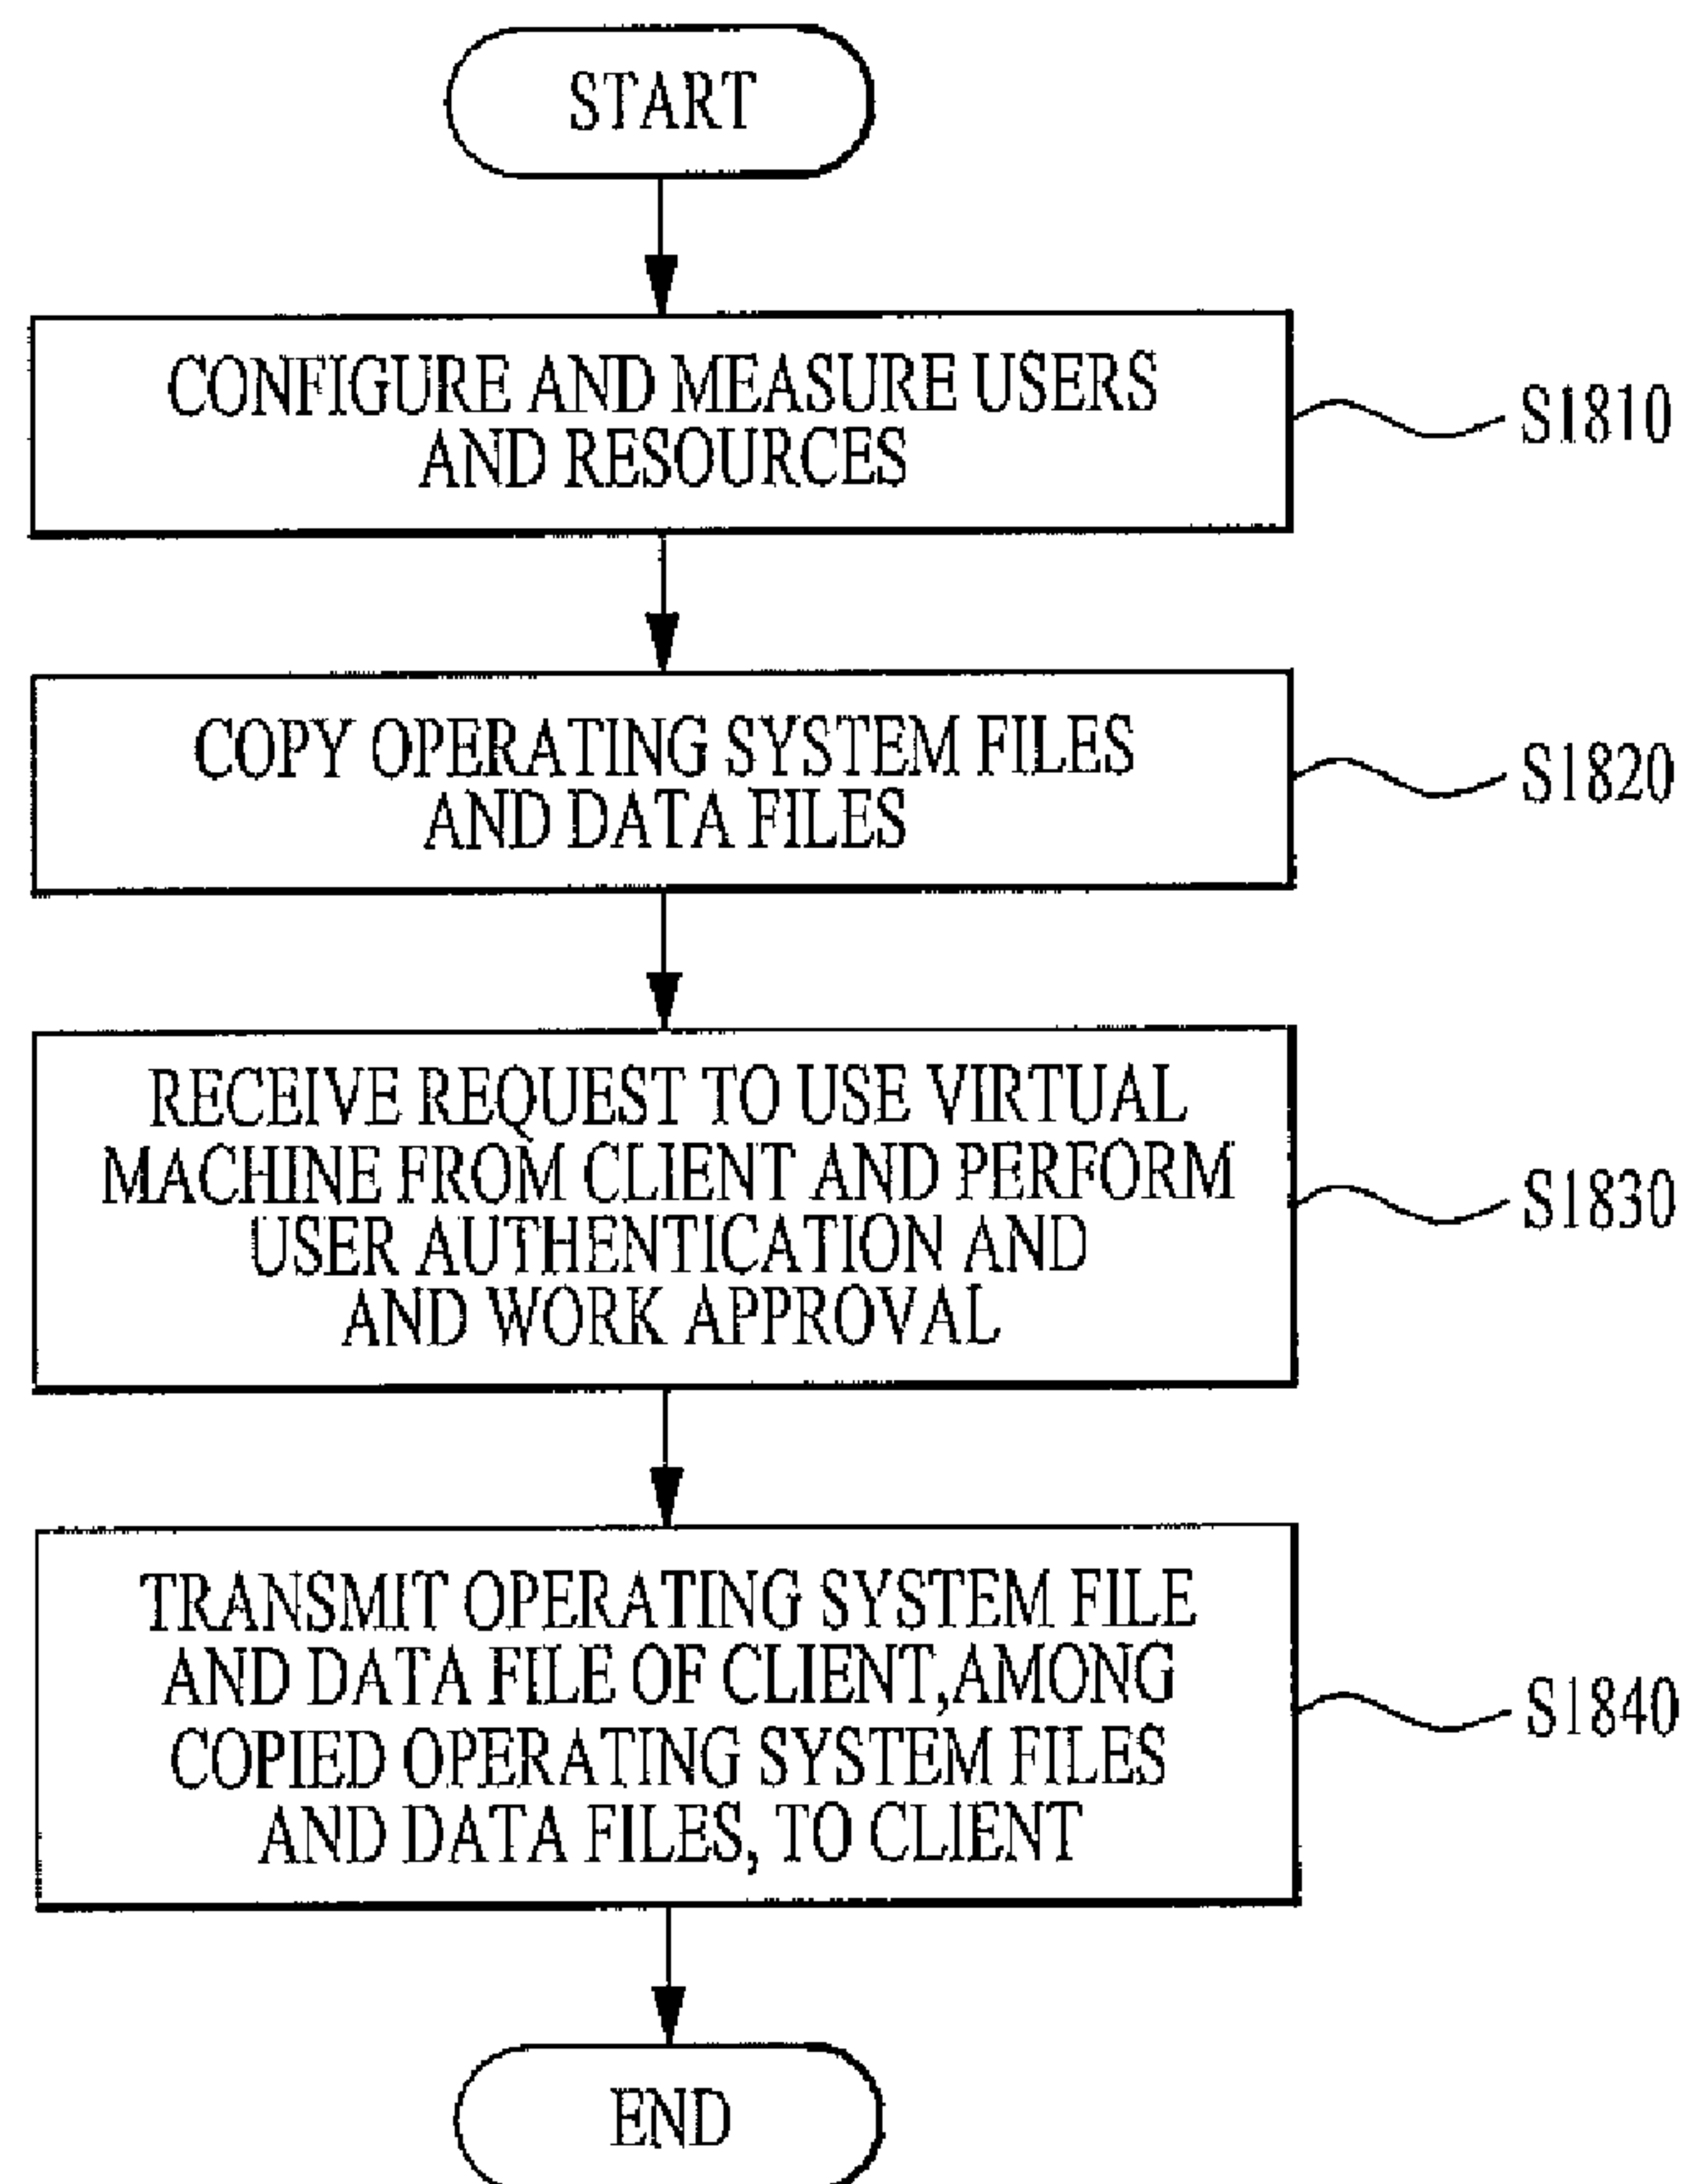 START
CONFIGURE AND MEASURE USERS
AND RESOURCES
S1810
COPY OPERATING SYSTEM FILES
AND DATA FILES
S1820
RECEIVE REQUEST TO USE VIRTUAL
MACHINE FROM CLIENT AND PERFORM
USER AUTHENTICATION AND
AND WORK APPROVAL
S1830
TRANSMIT OPERATING SYSTEM FILE
AND DATA FILE OF CLIENT,AMONG
COPIED OPERATING SYSTEM FILES
AND DATA FILES, TO CLIENT
S1840
END